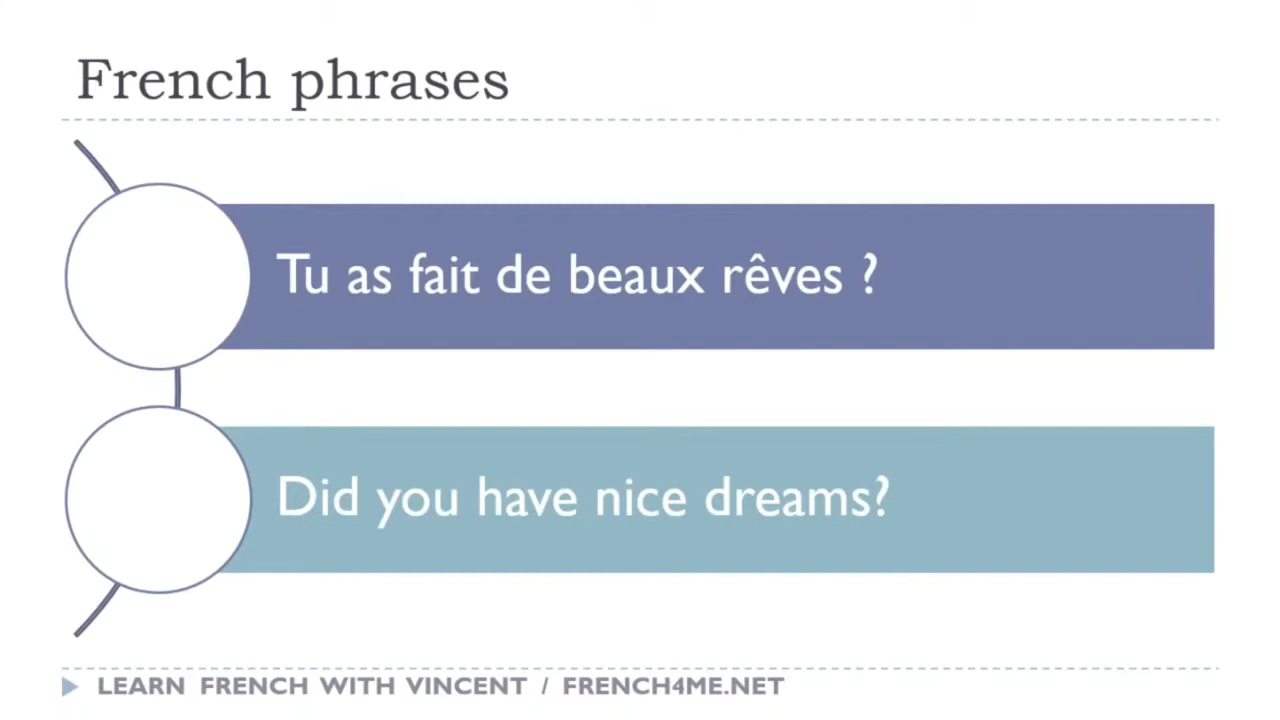 French phrases
Tu as fait de beaux rêves ?
Did you have nice dreams?
LEARN FRENCH WITH VINCENT / FRENCH4ME.NET